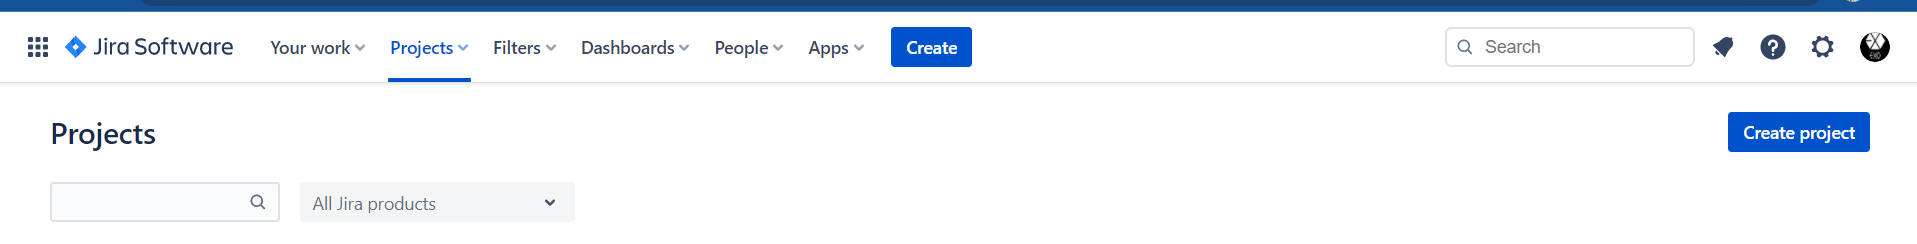 Jira Software Your work Projects Filters Dashboards People Apps Create Search
Projects Create project
All Jira products